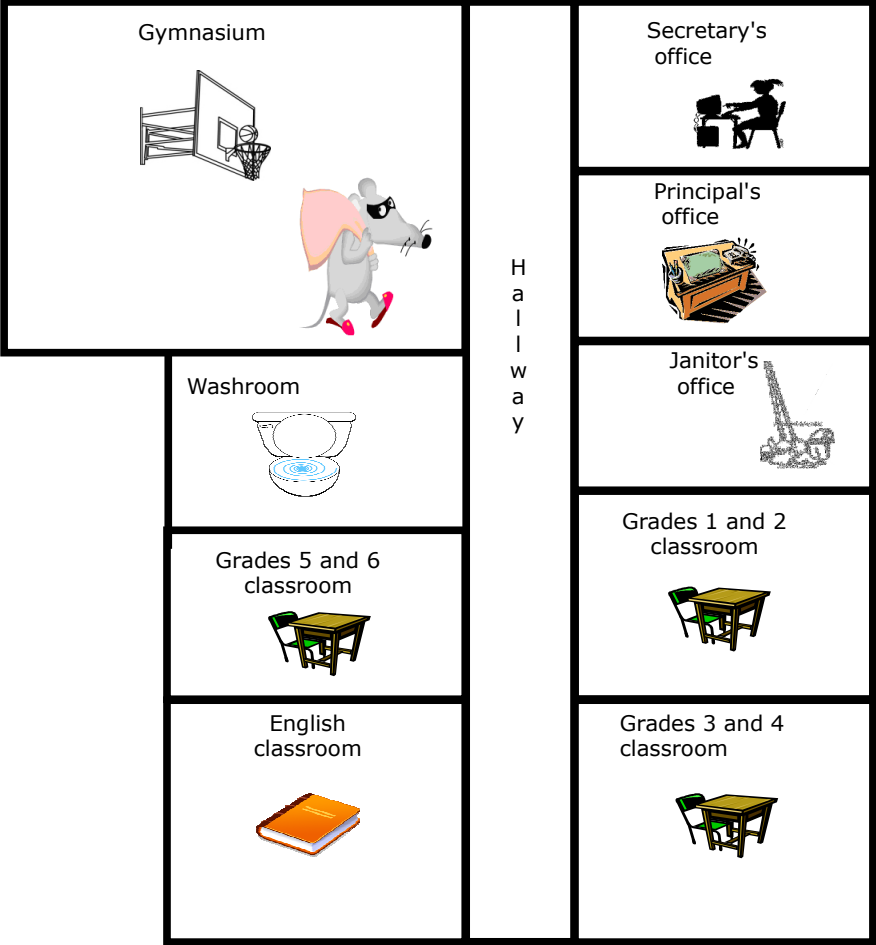 Gymnasium
Secretary's
office
Principal's
office
H
a
l
l
w
a
y
Janitor's
office
Washroom
Grades 1 and 2
classroom
Grades 5 and 6
classroom
English
classroom
Grades 3 and 4
classroom